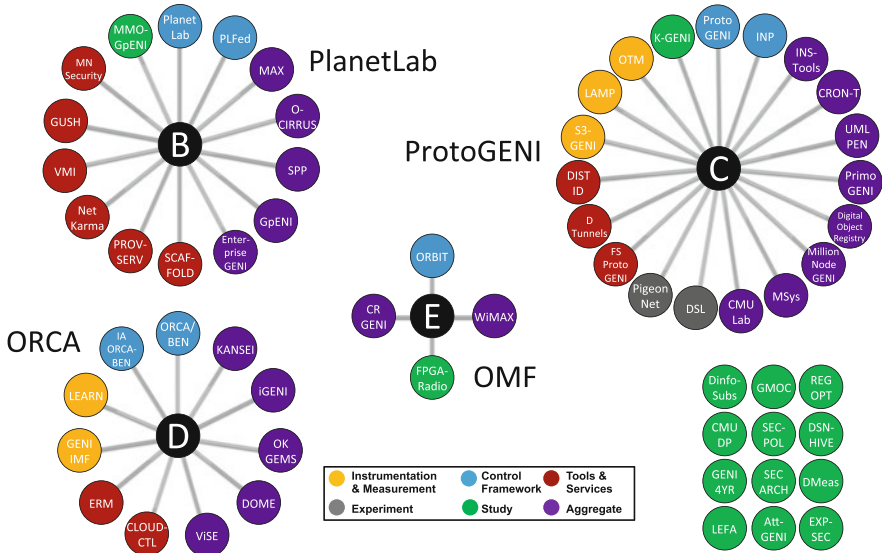 PlanetLab
B
Planet
Lab
PLFed
MAX
O-
CIRRUS
SPP
GpENI
Enter-
prise
GENI
SCAF-
FOLD
PROV-
SERV
Net
Karma
VMI
GUSH
MN
Security
MMO-
GpENI
ProtoGENI
C
Proto
GENI
INP
INS-
Tools
CRON-T
UML
PEN
Primo
GENI
Digital
Object
Registry
Million
Node
GENI
MSys
CMU
Lab
DSL
Pigeon
Net
FS
Proto
GENI
D
Tunnels
DIST
ID
S3-
GENI
LAMP
OTM
K-GENI
ORCA
D
ORCA/
BEN
KANSEI
iGENI
OK
GEMS
DOME
ViSE
CLOUD-
CTL
ERM
GENI
IMF
LEARN
IA
ORCA-
BEN
OMF
E
ORBIT
WiMAX
FPGA-
Radio
CR
GENI
Dinfo-
Subs
GMOC
REG
OPT
CMU
DP
SEC-
POL
DSN-
HIVE
GENI
4YR
SEC
ARCH
DMeas
LEFA
Att-
GENI
EXP-
SEC
Instrumentation
& Measurement
Control
Framework
Tools &
Services
Experiment
Study
Aggregate